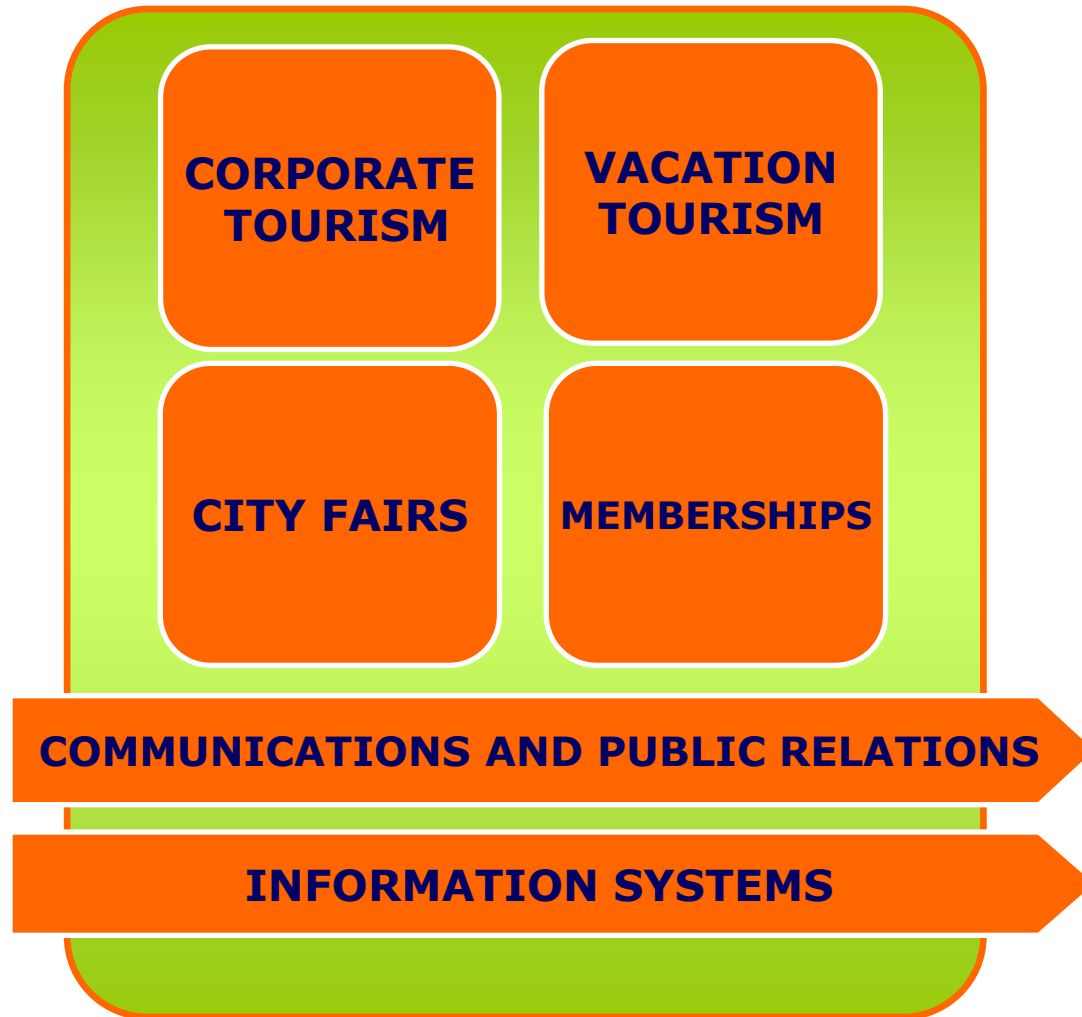 CORPORATE
TOURISM
VACATION
TOURISM
CITY FAIRS
MEMBERSHIPS
COMMUNICATIONS AND PUBLIC RELATIONS
INFORMATION SYSTEMS